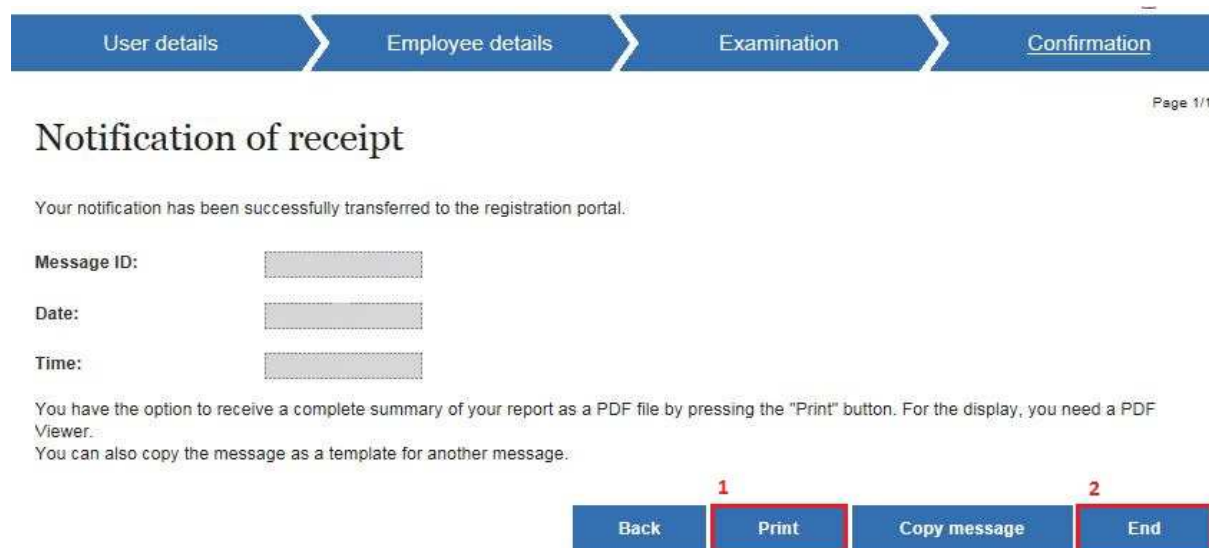 User details Employee details Examination Confirmation
Page 1/1
Notification of receipt
Your notification has been successfully transferred to the registration portal.
Message ID:
Date:
Time:
You have the option to receive a complete summary of your report as a PDF file by pressing the "Print" button. For the display, you need a PDF
Viewer.
You can also copy the message as a template for another message.
1 2
Back Print Copy message End